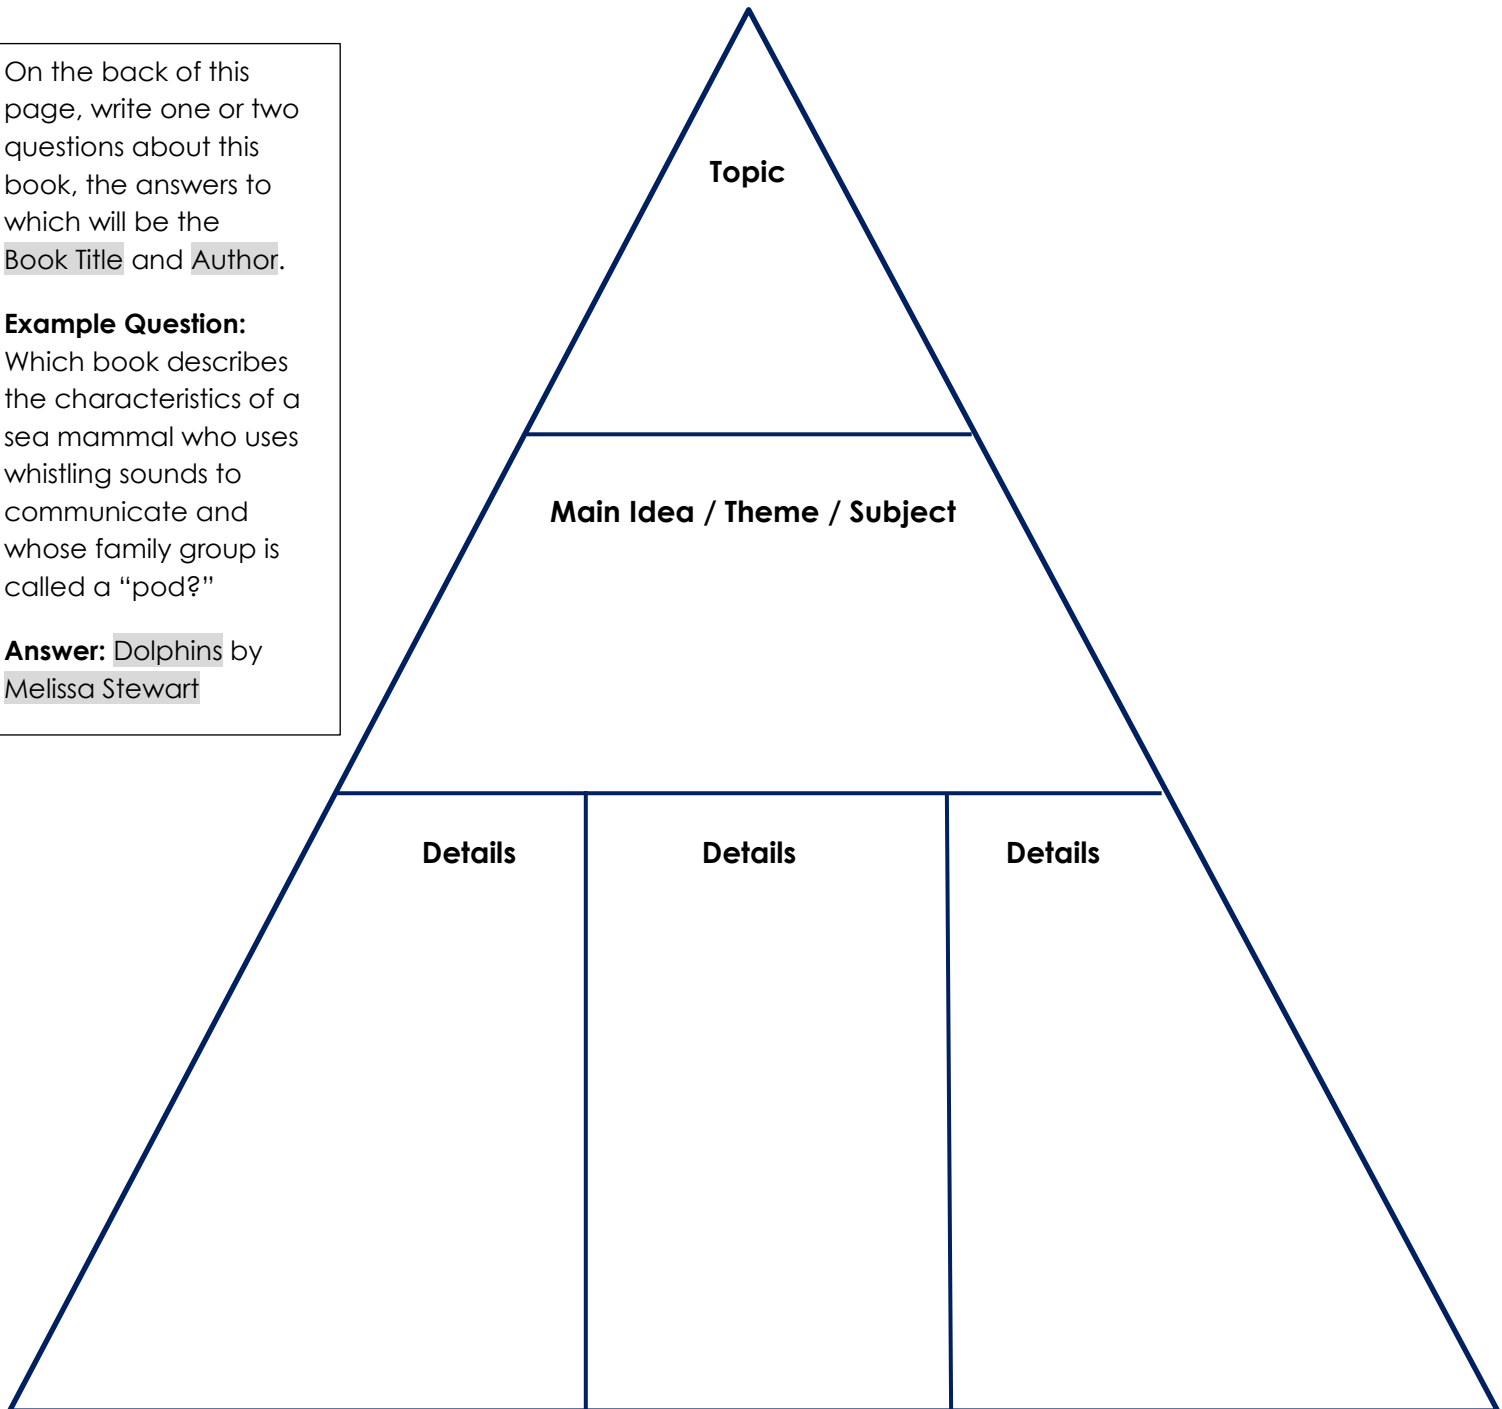 On the back of this
page, write one or two
questions about this
book, the answers to
which will be the
Book Title and Author.
Example Question:
Which book describes
the characteristics of a
sea mammal who uses
whistling sounds to
communicate and
whose family group is
called a “pod?”
Answer: Dolphins by
Melissa Stewart
Topic
Main Idea / Theme / Subject
Details
Details
Details